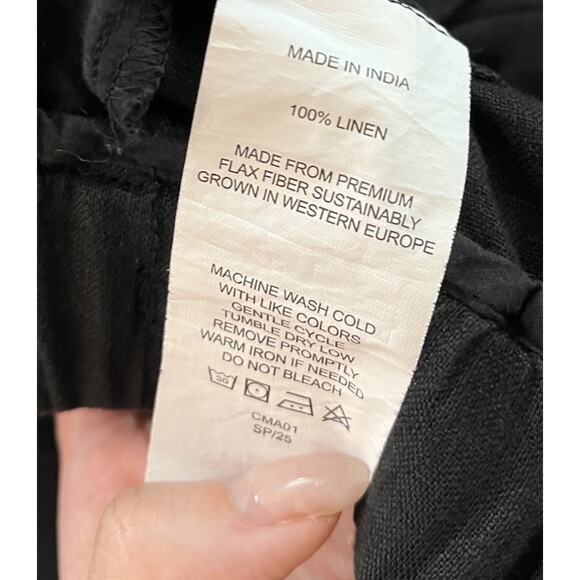 MADE IN INDIA
100% LINEN
MADE FROM PREMIUM
FLAX FIBER SUSTAINABLY
GROWN IN WESTERN EUROPE
MACHINE WASH COLD
WITH LIKE COLORS
GENTLE CYCLE
TUMBLE DRY LOW
REMOVE PROMPTLY
WARM IRON IF NEEDED
DO NOT BLEACH
30
CMA01
SP/25